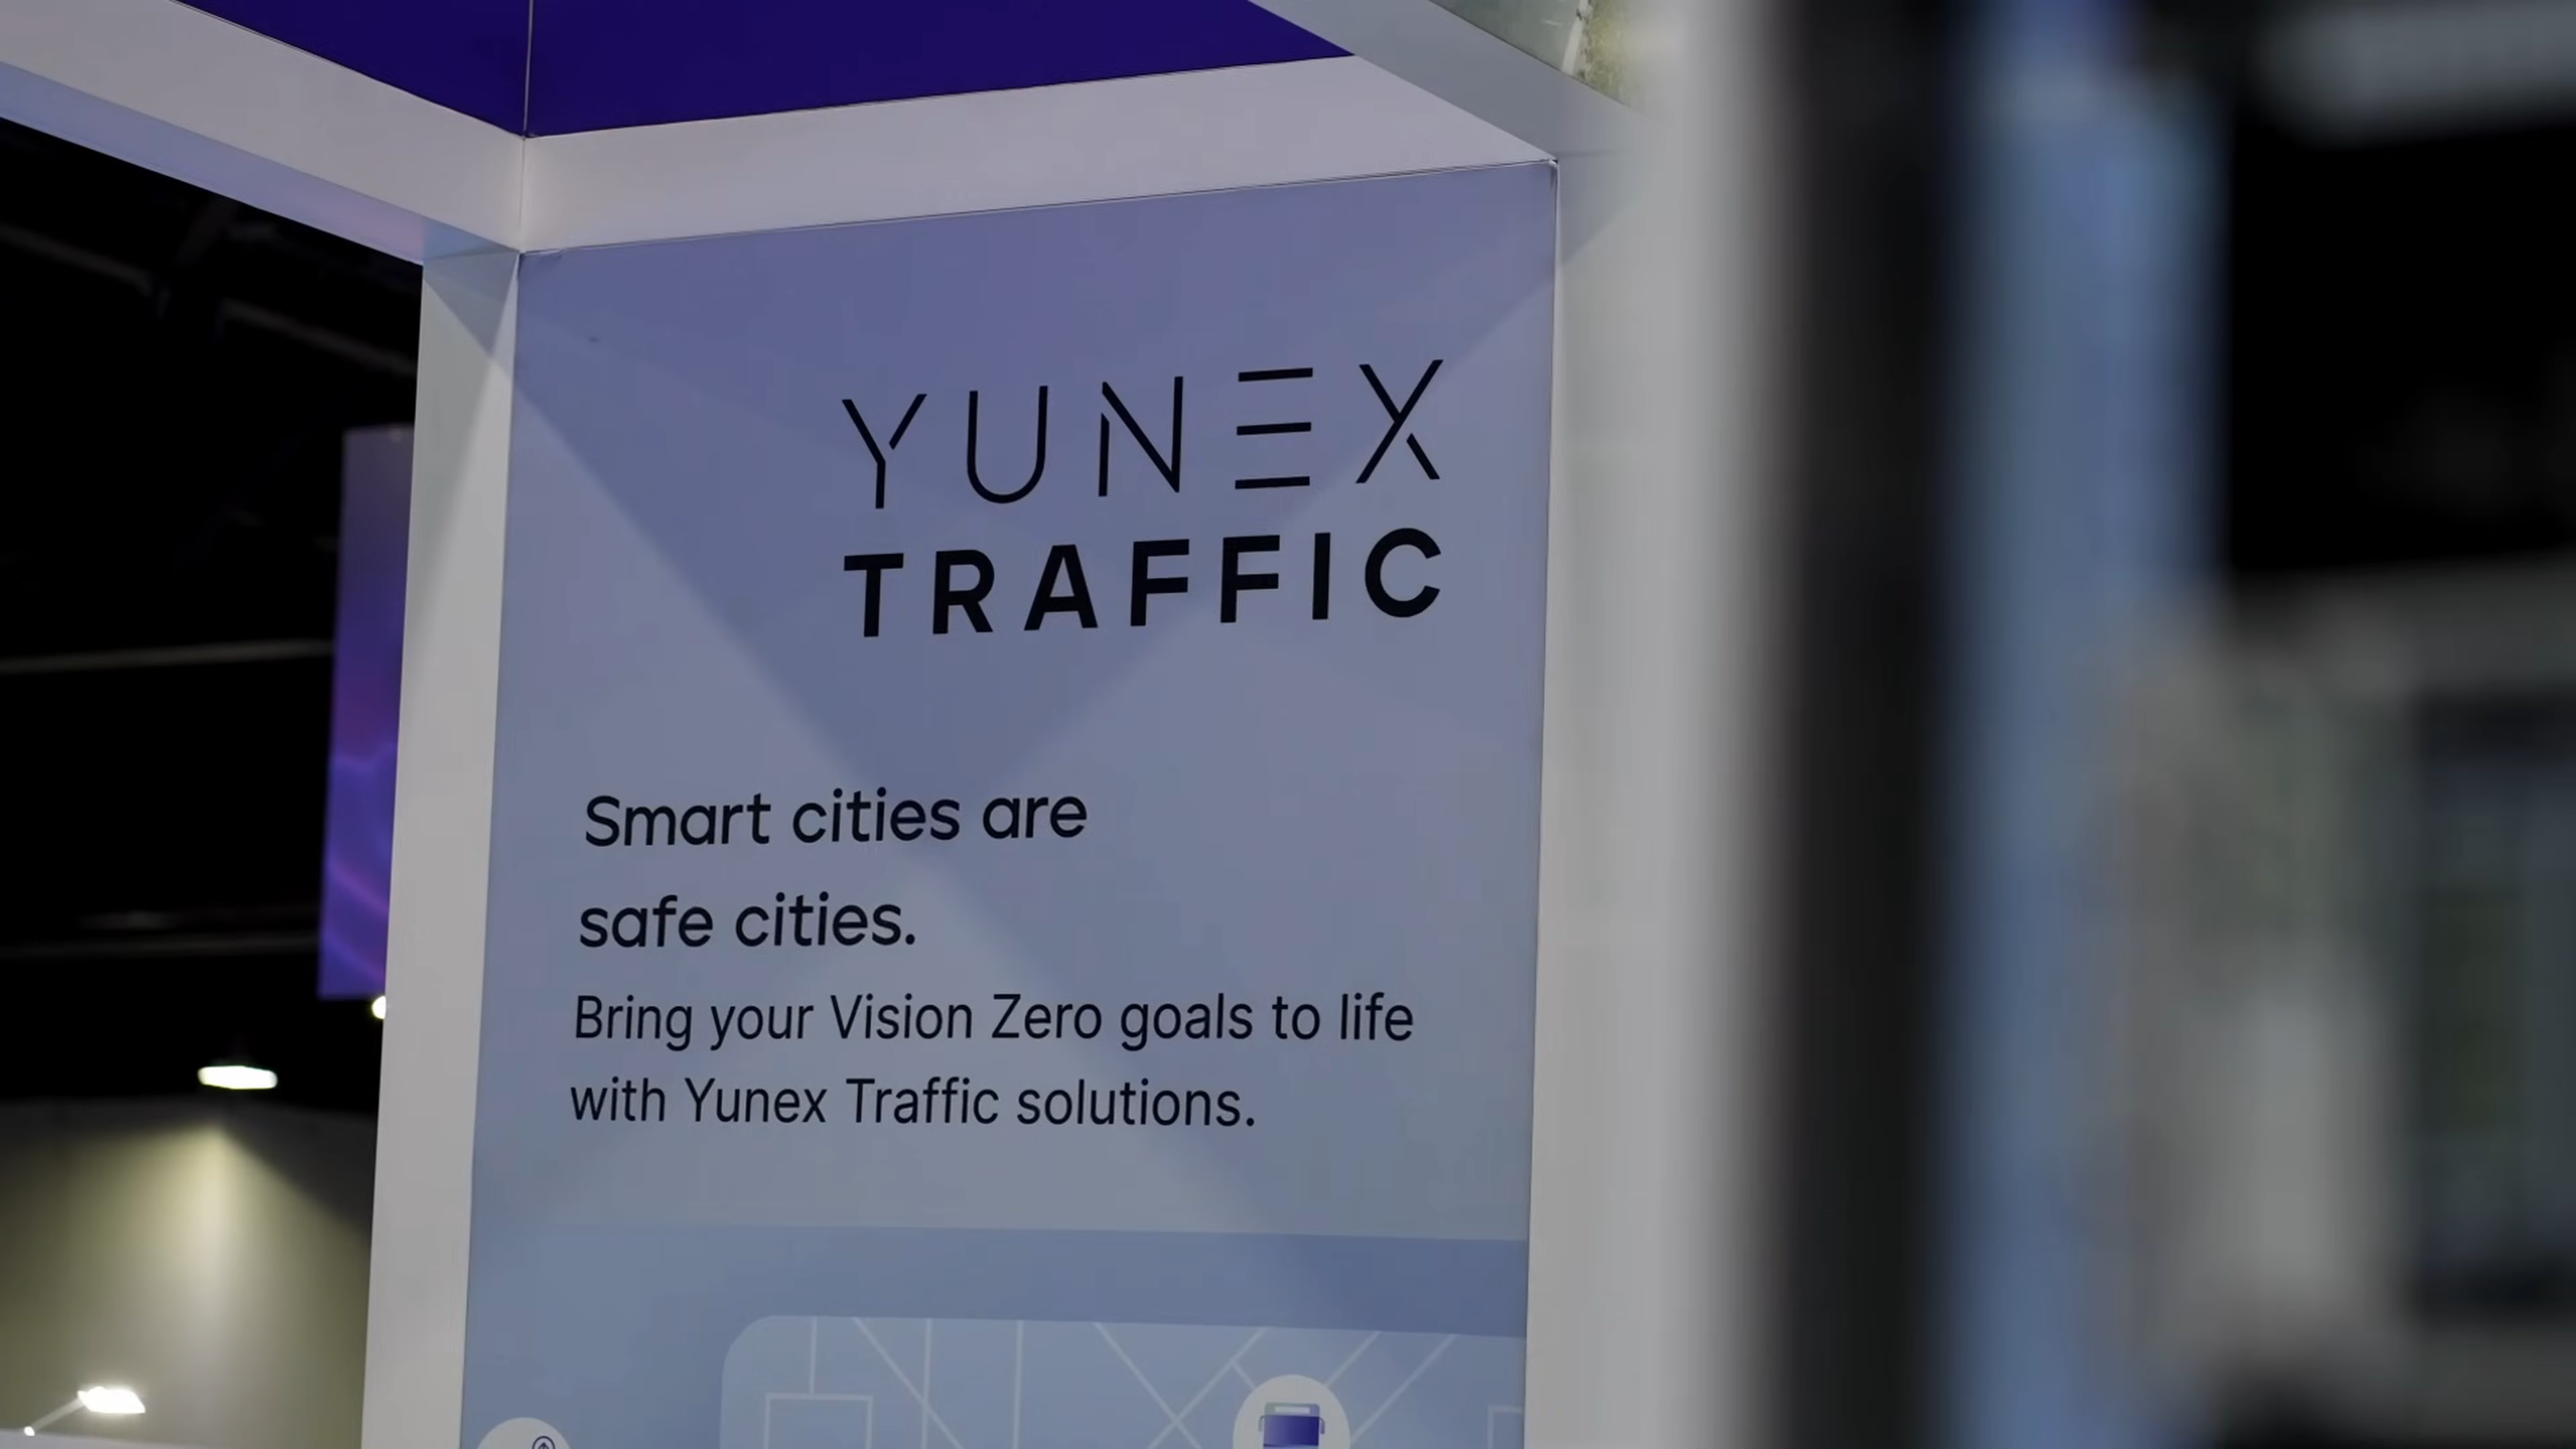 YUNEX
TRAFFIC
Smart cities are
safe cities.
Bring your Vision Zero goals to life
with Yunex Traffic solutions.